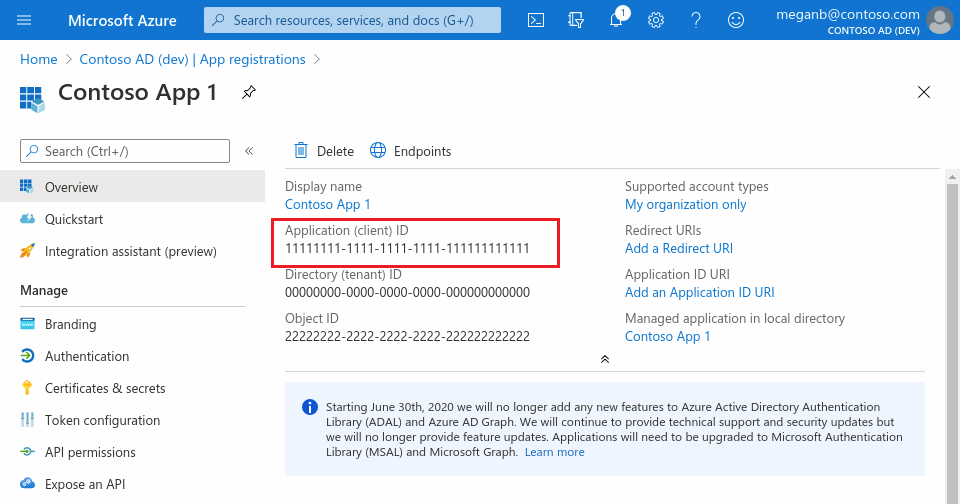 Microsoft Azure
Search resources, services, and docs (G+/)
1
meganb@contoso.com
CONTOSO AD (DEV)
Home > Contoso AD (dev) | App registrations >
Contoso App 1
Search (Ctrl+/)
«
Overview
Quickstart
Integration assistant (preview)
Manage
Branding
Authentication
Certificates & secrets
Token configuration
API permissions
Expose an API
Delete
Endpoints
Display name
Contoso App 1
Application (client) ID
11111111-1111-1111-1111-111111111111
Directory (tenant) ID
00000000-0000-0000-0000-000000000000
Object ID
22222222-2222-2222-2222-222222222222
Supported account types
My organization only
Redirect URIs
Add a Redirect URI
Application ID URI
Add an Application ID URI
Managed application in local directory
Contoso App 1
Starting June 30th, 2020 we will no longer add any new features to Azure Active Directory Authentication
Library (ADAL) and Azure AD Graph. We will continue to provide technical support and security updates but
we will no longer provide feature updates. Applications will need to be upgraded to Microsoft Authentication
Library (MSAL) and Microsoft Graph. Learn more